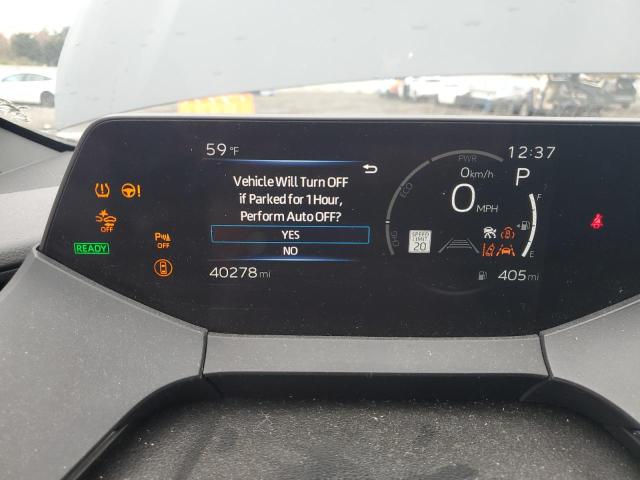 59°F
Vehicle Will Turn OFF
if Parked for 1 Hour,
Perform Auto OFF?
YES
NO
40278 mi
OFF
READY
P OFF
PWR
ECO
CHG
0 km/h
0 MPH
SPEED
LIMIT
20
12:37
P
F
E
405 mi